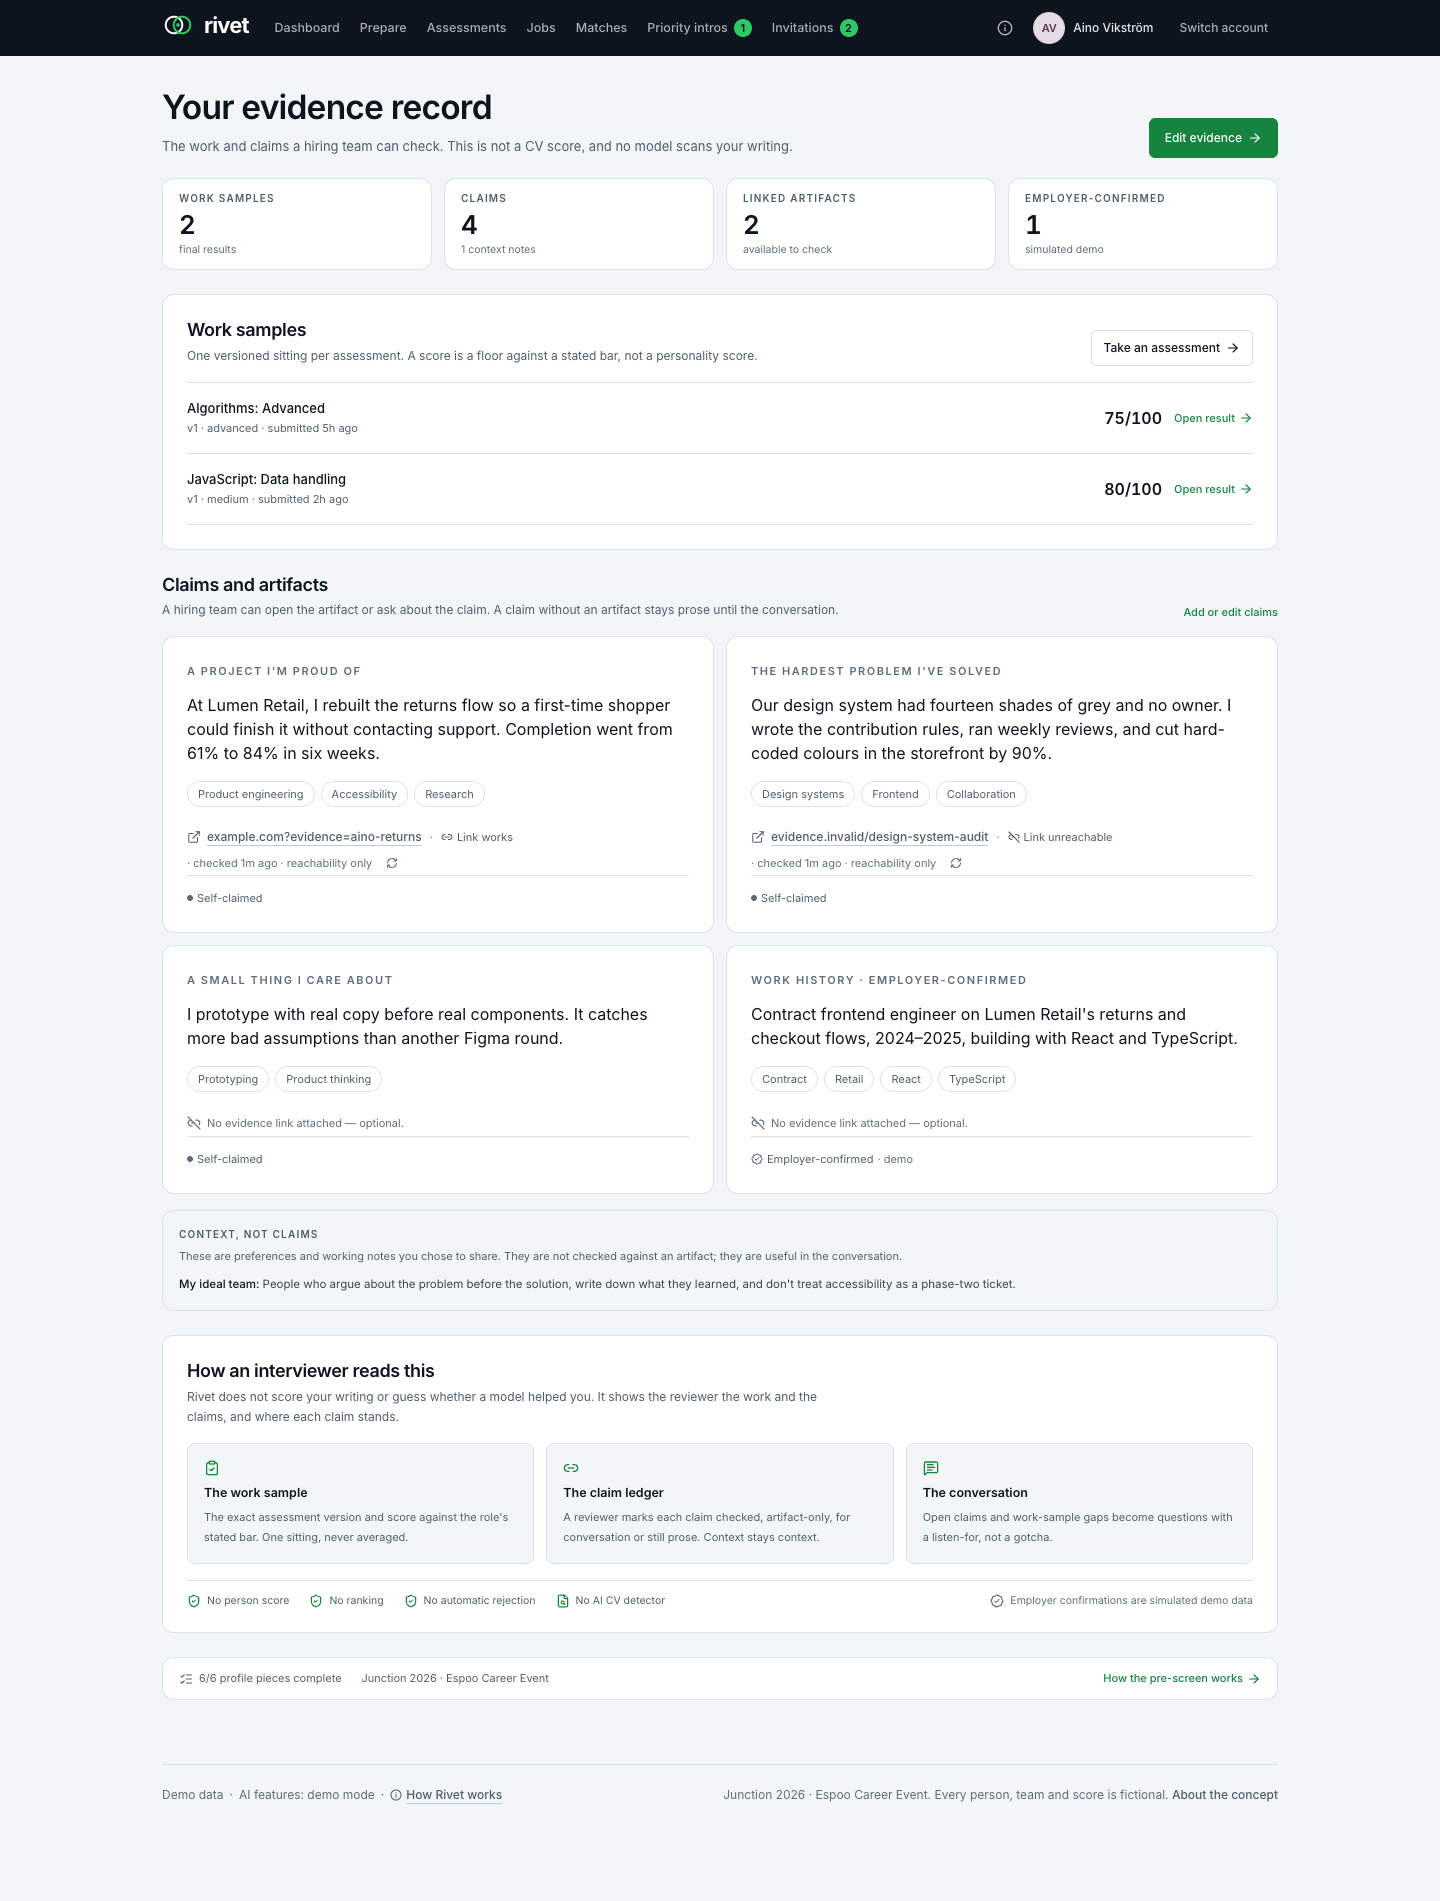 rivet Dashboard Prepare Assessments Jobs Matches Priority intros 1 Invitations 2 AV Aino Vikström Switch account
Your evidence record
The work and claims a hiring team can check. This is not a CV score, and no model scans your writing.
Edit evidence
WORK SAMPLES
2
final results
CLAIMS
4
1 context notes
LINKED ARTIFACTS
2
available to check
EMPLOYER-CONFIRMED
1
simulated demo
Work samples
One versioned sitting per assessment. A score is a floor against a stated bar, not a personality score.
Take an assessment
Algorithms: Advanced
v1 · advanced · submitted 5h ago
75/100 Open result
JavaScript: Data handling
v1 · medium · submitted 2h ago
80/100 Open result
Claims and artifacts
A hiring team can open the artifact or ask about the claim. A claim without an artifact stays prose until the conversation.
Add or edit claims
A PROJECT I'M PROUD OF
At Lumen Retail, I rebuilt the returns flow so a first-time shopper
could finish it without contacting support. Completion went from
61% to 84% in six weeks.
Product engineering Accessibility Research
example.com?evidence=aino-returns · Link works
· checked 1m ago · reachability only
Self-claimed
THE HARDEST PROBLEM I'VE SOLVED
Our design system had fourteen shades of grey and no owner. I
wrote the contribution rules, ran weekly reviews, and cut hard-
coded colours in the storefront by 90%.
Design systems Frontend Collaboration
evidence.invalid/design-system-audit · Link unreachable
· checked 1m ago · reachability only
Self-claimed
A SMALL THING I CARE ABOUT
I prototype with real copy before real components. It catches
more bad assumptions than another Figma round.
Prototyping Product thinking
No evidence link attached — optional.
Self-claimed
WORK HISTORY · EMPLOYER-CONFIRMED
Contract frontend engineer on Lumen Retail's returns and
checkout flows, 2024–2025, building with React and TypeScript.
Contract Retail React TypeScript
No evidence link attached — optional.
Employer-confirmed · demo
CONTEXT, NOT CLAIMS
These are preferences and working notes you chose to share. They are not checked against an artifact; they are useful in the conversation.
My ideal team: People who argue about the problem before the solution, write down what they learned, and don't treat accessibility as a phase-two ticket.
How an interviewer reads this
Rivet does not score your writing or guess whether a model helped you. It shows the reviewer the work and the
claims, and where each claim stands.
The work sample
The exact assessment version and score against the role's
stated bar. One sitting, never averaged.
The claim ledger
A reviewer marks each claim checked, artifact-only, for
conversation or still prose. Context stays context.
The conversation
Open claims and work-sample gaps become questions with
a listen-for, not a gotcha.
No person score No ranking No automatic rejection No AI CV detector Employer confirmations are simulated demo data
6/6 profile pieces complete Junction 2026 · Espoo Career Event How the pre-screen works
Demo data · AI features: demo mode · How Rivet works Junction 2026 · Espoo Career Event. Every person, team and score is fictional. About the concept